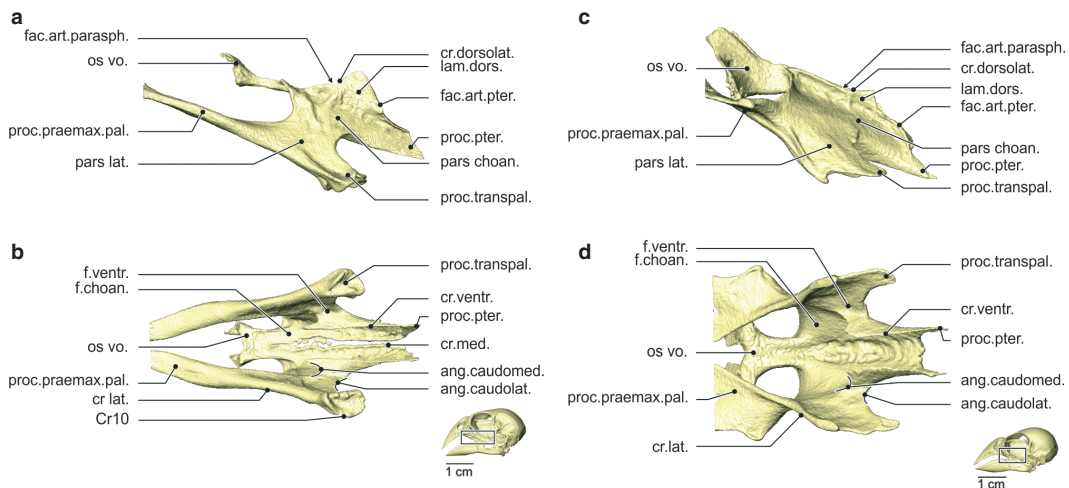 a
fac.art.parasph.
os vo.
proc.praemax.pal.
pars lat.
cr.dorsolat.
lam.dors.
fac.art.pter.
proc.pter.
pars choan.
proc.transpal.
b
f.ventr.
f.choan.
os vo.
proc.praemax.pal.
cr lat.
Cr10
proc.transpal.
cr.ventr.
proc.pter.
cr.med.
ang.caudomed.
ang.caudolat.
1 cm
c
os vo.
proc.praemax.pal.
pars lat.
fac.art.parasph.
cr.dorsolat.
lam.dors.
fac.art.pter.
pars choan.
proc.pter.
proc.transpal.
d
f.ventr.
f.choan.
os vo.
proc.praemax.pal.
cr.lat.
proc.transpal.
cr.ventr.
proc.pter.
ang.caudomed.
ang.caudolat.
1 cm